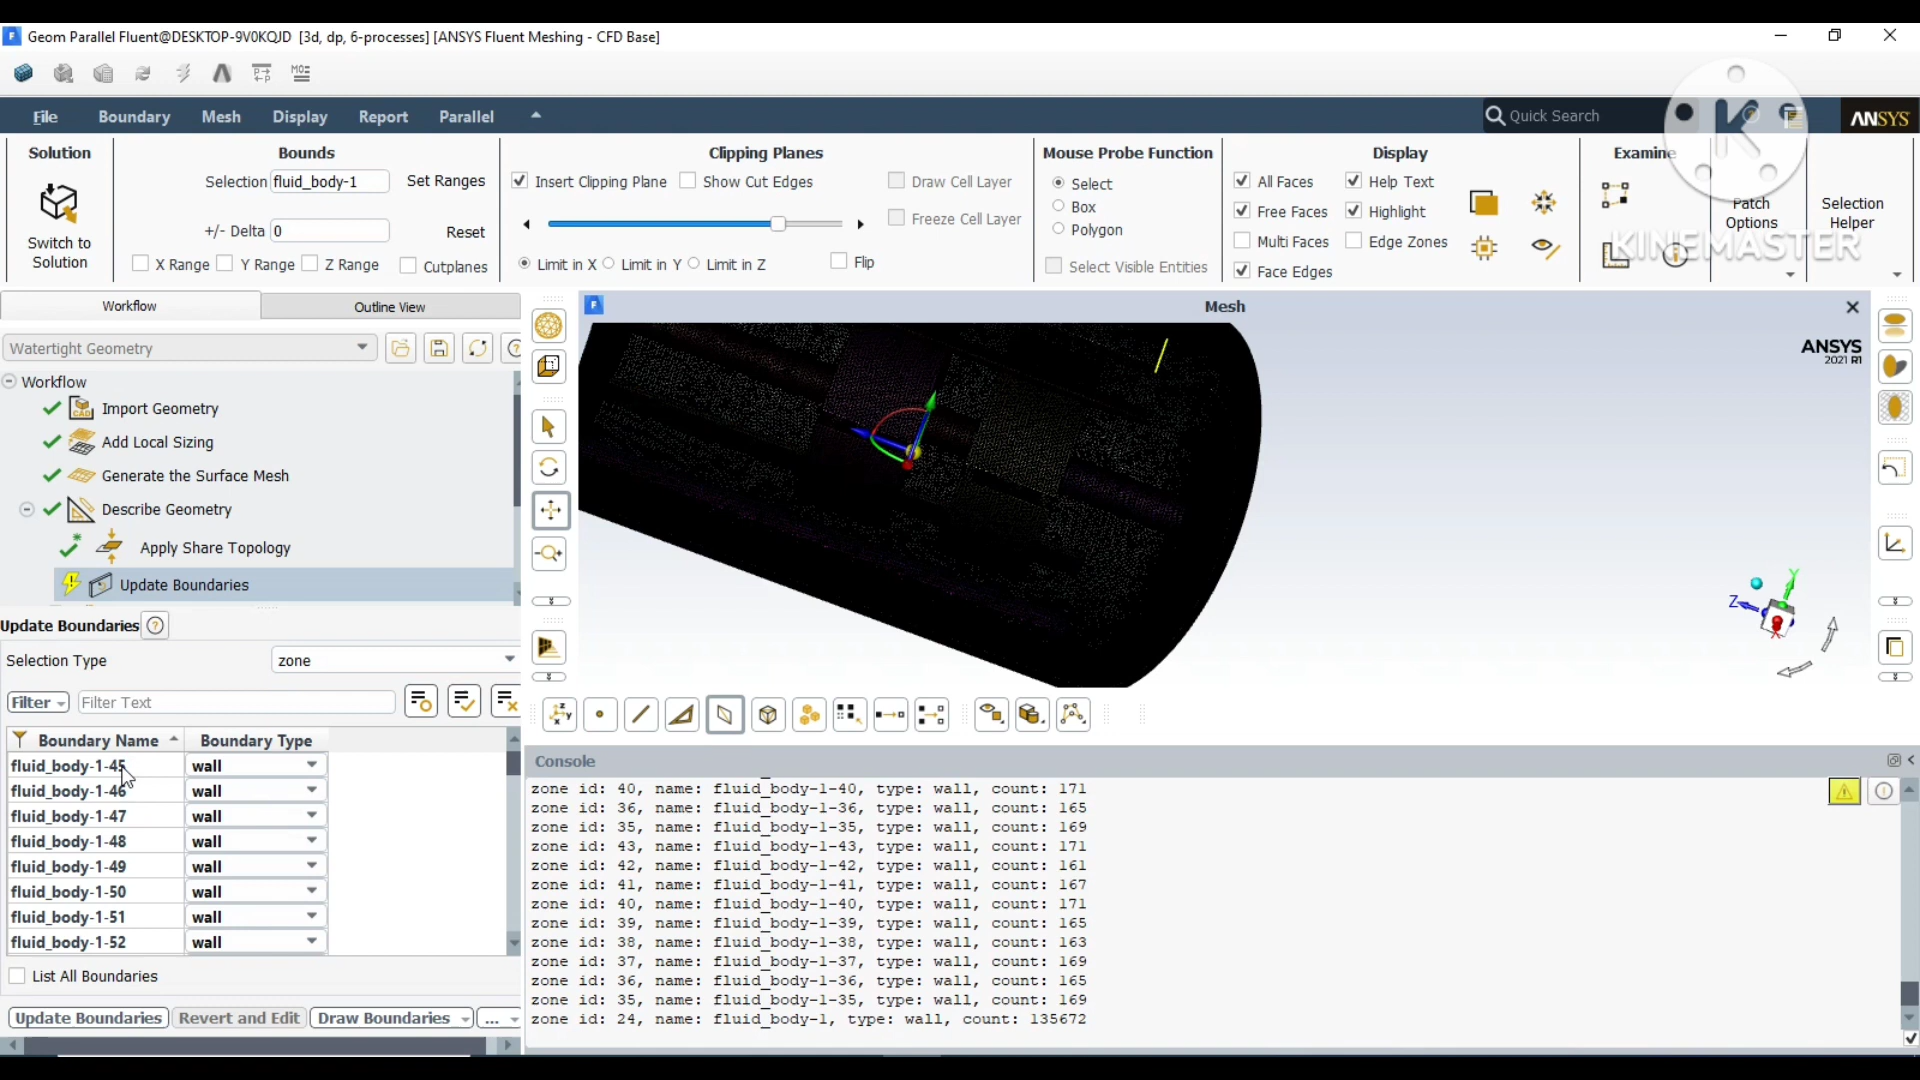 Geom Parallel Fluent@DESKTOP-9V0KQJD [3d, dp, 6-processes] [ANSYS Fluent Meshing - CFD Base]
File Boundary Mesh Display Report Parallel Quick Search ANSYS
Solution
Switch to
Solution
Bounds
Selection fluid_body-1 Set Ranges
+/- Delta 0 Reset
X Range Y Range Z Range Cutplanes
Clipping Planes
Insert Clipping Plane Show Cut Edges Draw Cell Layer
Freeze Cell Layer
Limit in X Limit in Y Limit in Z Flip
Mouse Probe Function
Select
Box
Polygon
Select Visible Entities
Display
All Faces Help Text
Free Faces Highlight
Multi Faces Edge Zones
Face Edges
Examine
Patch
Options
Selection
Helper
KINEMASTER
Workflow Outline View
Watertight Geometry
Workflow
Import Geometry
Add Local Sizing
Generate the Surface Mesh
Describe Geometry
Apply Share Topology
Update Boundaries
Update Boundaries
Selection Type zone
Filter Filter Text
Boundary Name Boundary Type
fluid_body-1-45 wall
fluid_body-1-46 wall
fluid_body-1-47 wall
fluid_body-1-48 wall
fluid_body-1-49 wall
fluid_body-1-50 wall
fluid_body-1-51 wall
fluid_body-1-52 wall
List All Boundaries
Update Boundaries Revert and Edit Draw Boundaries ...
Mesh
ANSYS
2021 R1
Y
Z
X
Console
zone id: 40, name: fluid_body-1-40, type: wall, count: 171
zone id: 36, name: fluid_body-1-36, type: wall, count: 165
zone id: 35, name: fluid_body-1-35, type: wall, count: 169
zone id: 43, name: fluid_body-1-43, type: wall, count: 171
zone id: 42, name: fluid_body-1-42, type: wall, count: 161
zone id: 41, name: fluid_body-1-41, type: wall, count: 167
zone id: 40, name: fluid_body-1-40, type: wall, count: 171
zone id: 39, name: fluid_body-1-39, type: wall, count: 165
zone id: 38, name: fluid_body-1-38, type: wall, count: 163
zone id: 37, name: fluid_body-1-37, type: wall, count: 169
zone id: 36, name: fluid_body-1-36, type: wall, count: 165
zone id: 35, name: fluid_body-1-35, type: wall, count: 169
zone id: 24, name: fluid_body-1, type: wall, count: 135672